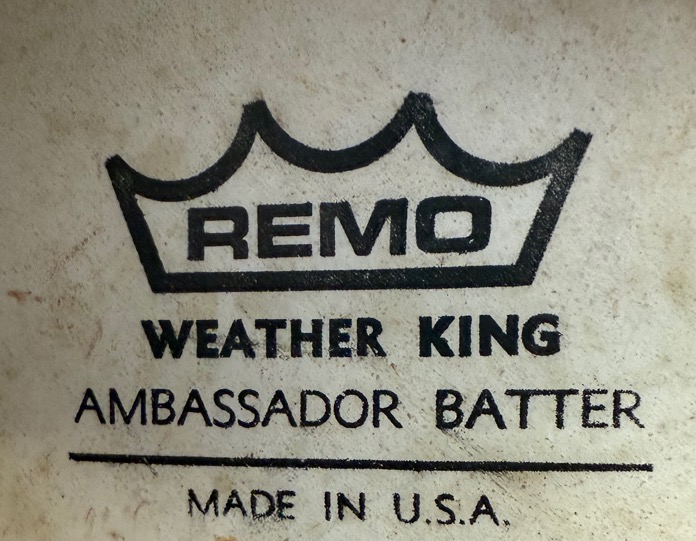 REMO
WEATHER KING
AMBASSADOR BATTER
MADE IN U.S.A.